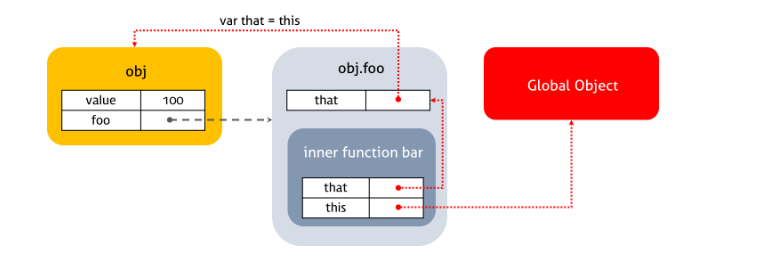 var that = this
obj
value 100
foo
obj.foo
that
inner function bar
that
this
Global Object